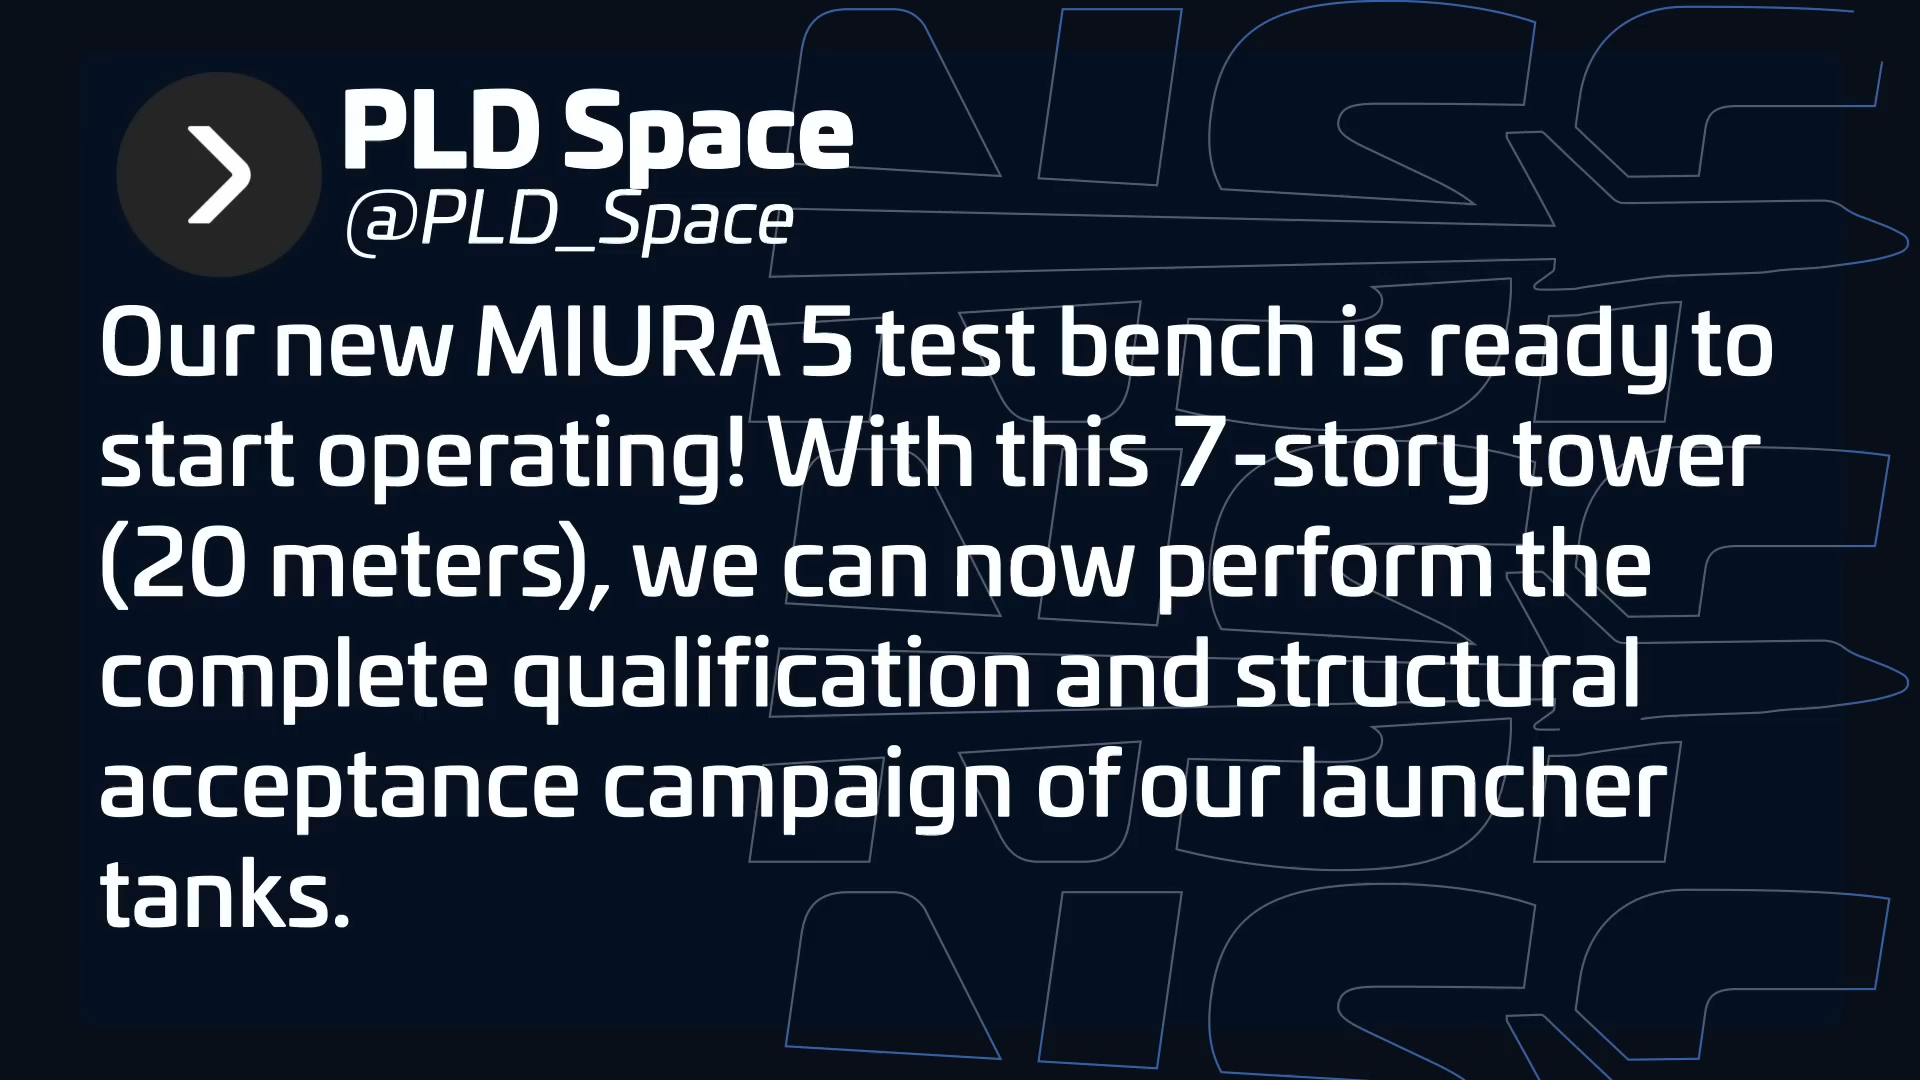 PLD Space
@PLD_Space
Our new MIURA 5 test bench is ready to
start operating! With this 7-story tower
(20 meters), we can now perform the
complete qualification and structural
acceptance campaign of our launcher
tanks.